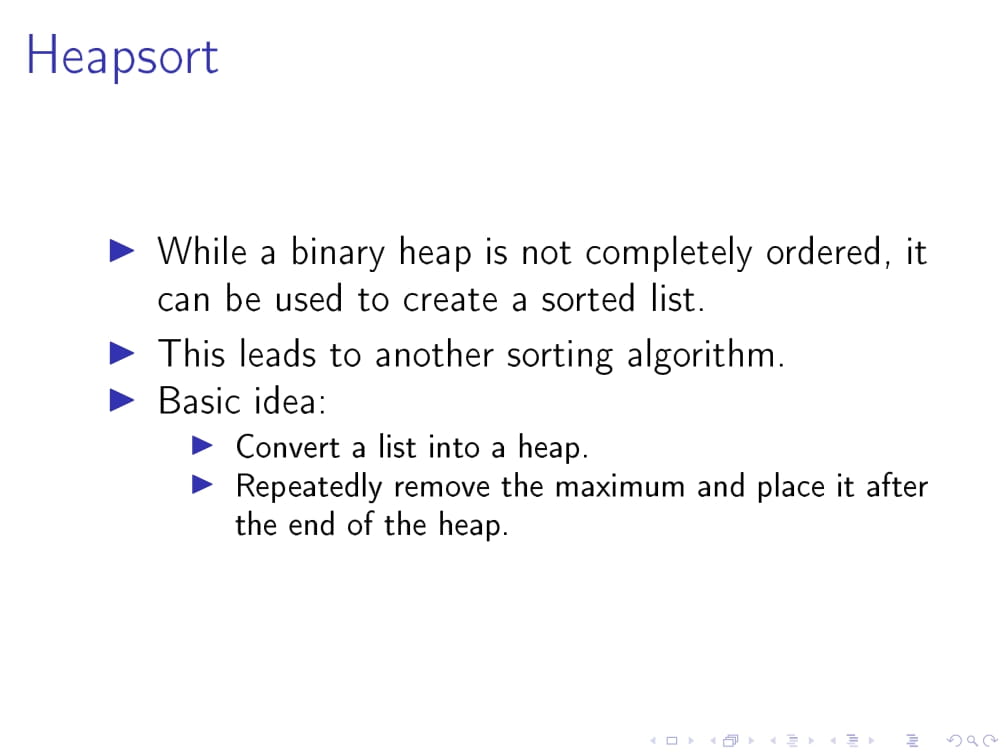 Heapsort
While a binary heap is not completely ordered, it
can be used to create a sorted list.
This leads to another sorting algorithm.
Basic idea:
Convert a list into a heap.
Repeatedly remove the maximum and place it after
the end of the heap.